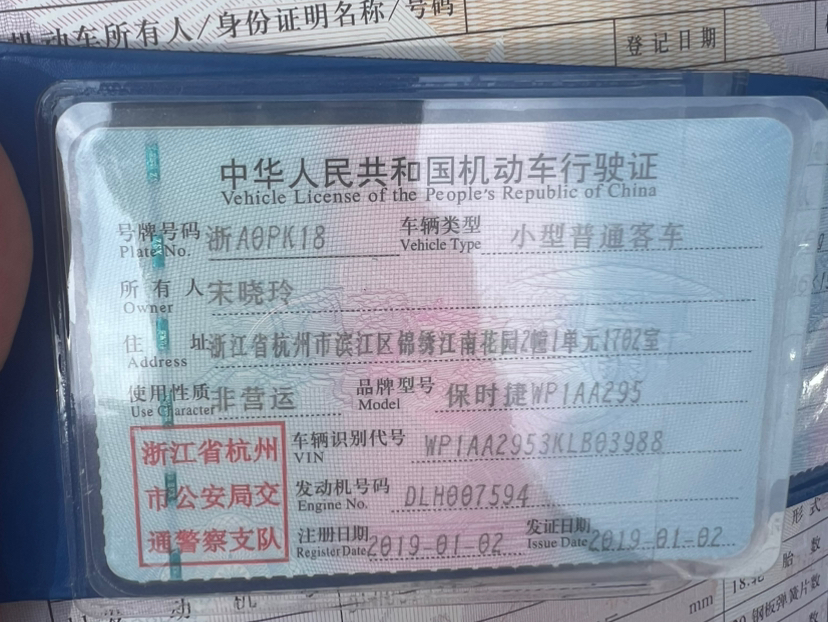 机动车所有人/身份证明名称/号码
登记日期
中华人民共和国机动车行驶证
Vehicle License of the People's Republic of China
号牌号码 浙A0PK18 车辆类型 小型普通客车
Plate No. Vehicle Type
所有人 宋晓玲
Owner
住址 浙江省杭州市滨江区锦绣江南花园2幢1单元1702室
Address
使用性质 非营运 品牌型号 保时捷WP1AA295
Use Character Model
浙江省杭州
市公安局交
通警察支队
车辆识别代号 WP1AA2953KLB03988
VIN
发动机号码 DLH007594
Engine No.
注册日期 2019-01-02 发证日期 2019-01-02
Register Date Issue Date
形式
胎数
动机
mm
钢板弹簧片数